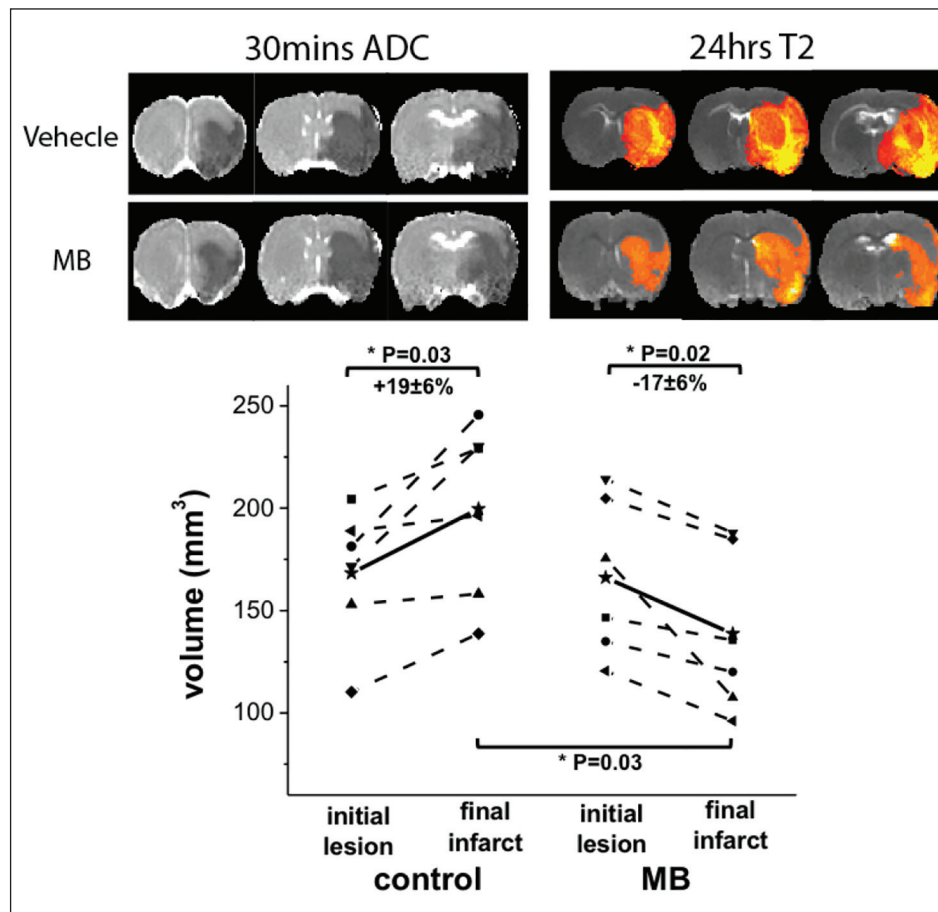 30mins ADC 24hrs T2
Vehecle
MB
* P=0.03 * P=0.02
+19±6% -17±6%
250
200
150
100
volume (mm³)
* P=0.03
initial final initial final
lesion infarct lesion infarct
control MB